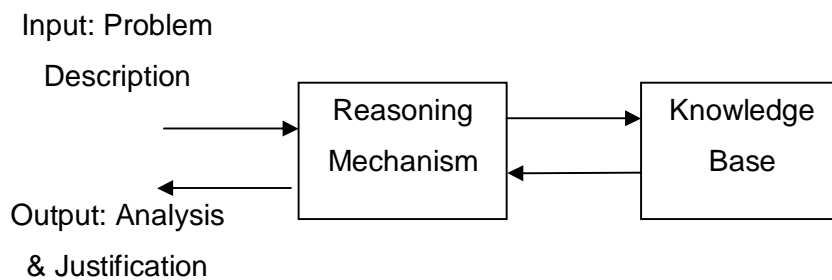 Input: Problem
Description
Reasoning
Mechanism
Knowledge
Base
Output: Analysis
& Justification